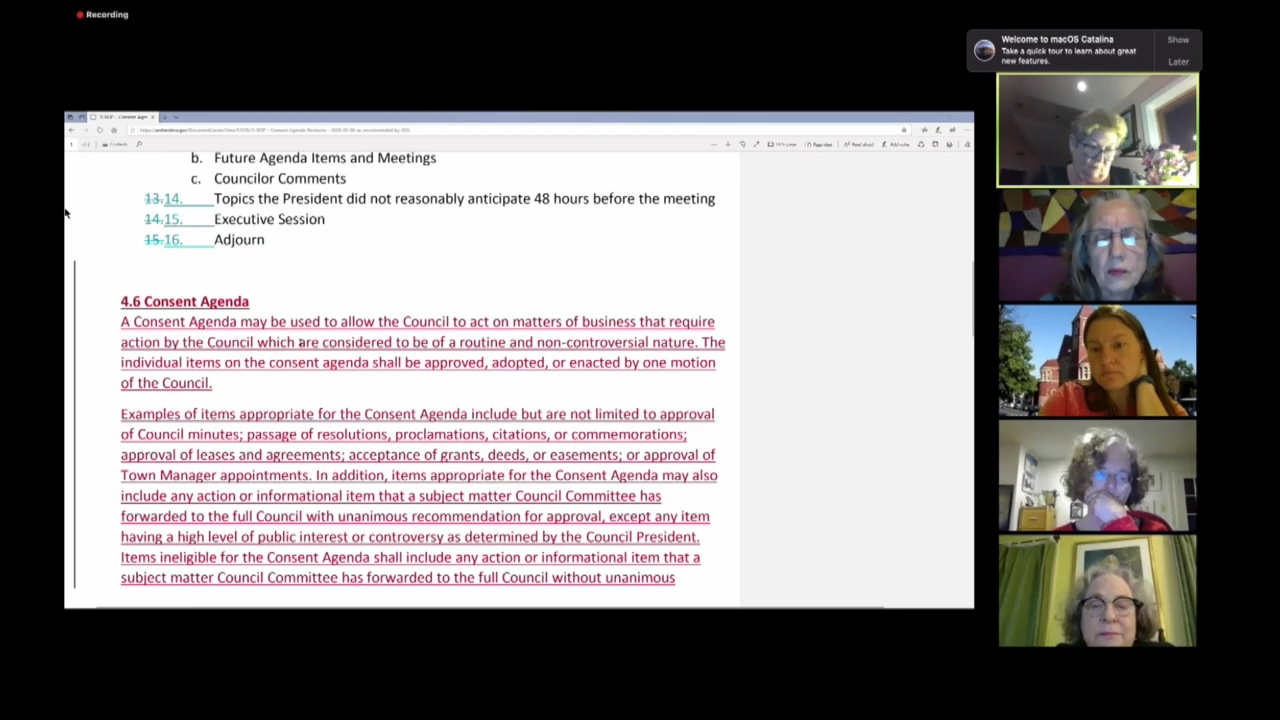 Recording
Welcome to macOS Catalina
Take a quick tour to learn about great
new features.
Show
Later
b. Future Agenda Items and Meetings
c. Councilor Comments
13.14. Topics the President did not reasonably anticipate 48 hours before the meeting
14.15. Executive Session
15.16. Adjourn
4.6 Consent Agenda
A Consent Agenda may be used to allow the Council to act on matters of business that require
action by the Council which are considered to be of a routine and non-controversial nature. The
individual items on the consent agenda shall be approved, adopted, or enacted by one motion
of the Council.
Examples of items appropriate for the Consent Agenda include but are not limited to approval
of Council minutes; passage of resolutions, proclamations, citations, or commemorations;
approval of leases and agreements; acceptance of grants, deeds, or easements; or approval of
Town Manager appointments. In addition, items appropriate for the Consent Agenda may also
include any action or informational item that a subject matter Council Committee has
forwarded to the full Council with unanimous recommendation for approval, except any item
having a high level of public interest or controversy as determined by the Council President.
Items ineligible for the Consent Agenda shall include any action or informational item that a
subject matter Council Committee has forwarded to the full Council without unanimous